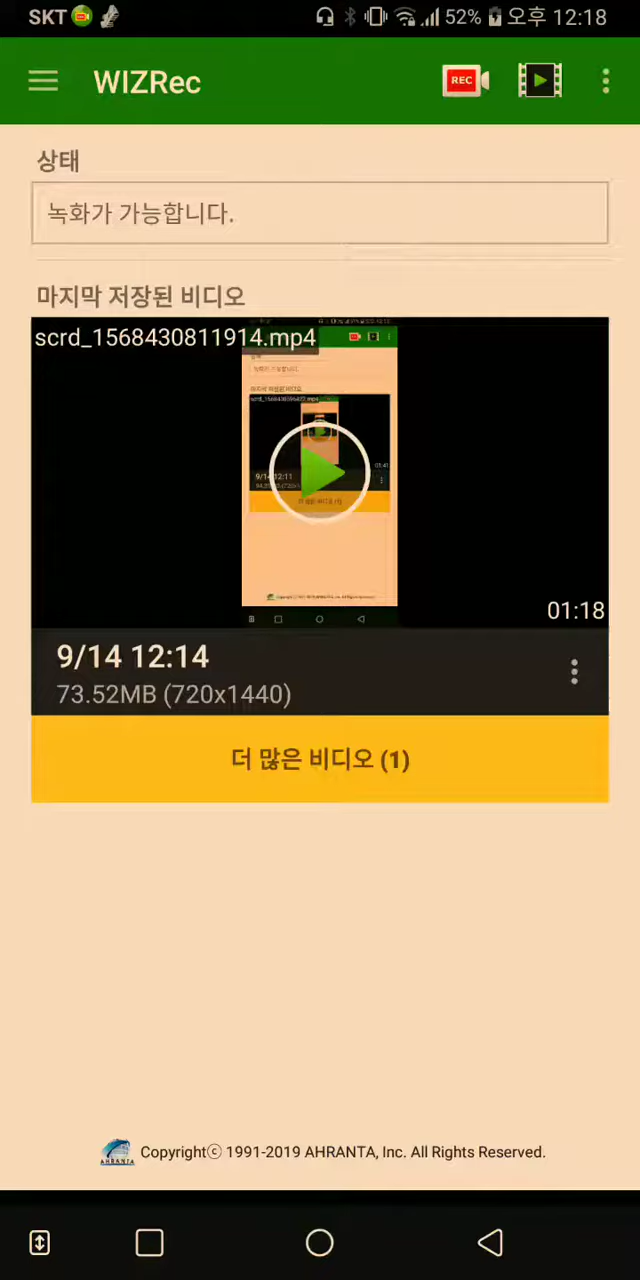 SKT 52% 오후 12:18
WIZRec
REC
상태
녹화가 가능합니다.
마지막 저장된 비디오
scrd_1568430811914.mp4
01:18
9/14 12:14
73.52MB (720x1440)
더 많은 비디오 (1)
AHRANTA Copyrightⓒ 1991-2019 AHRANTA, Inc. All Rights Reserved.